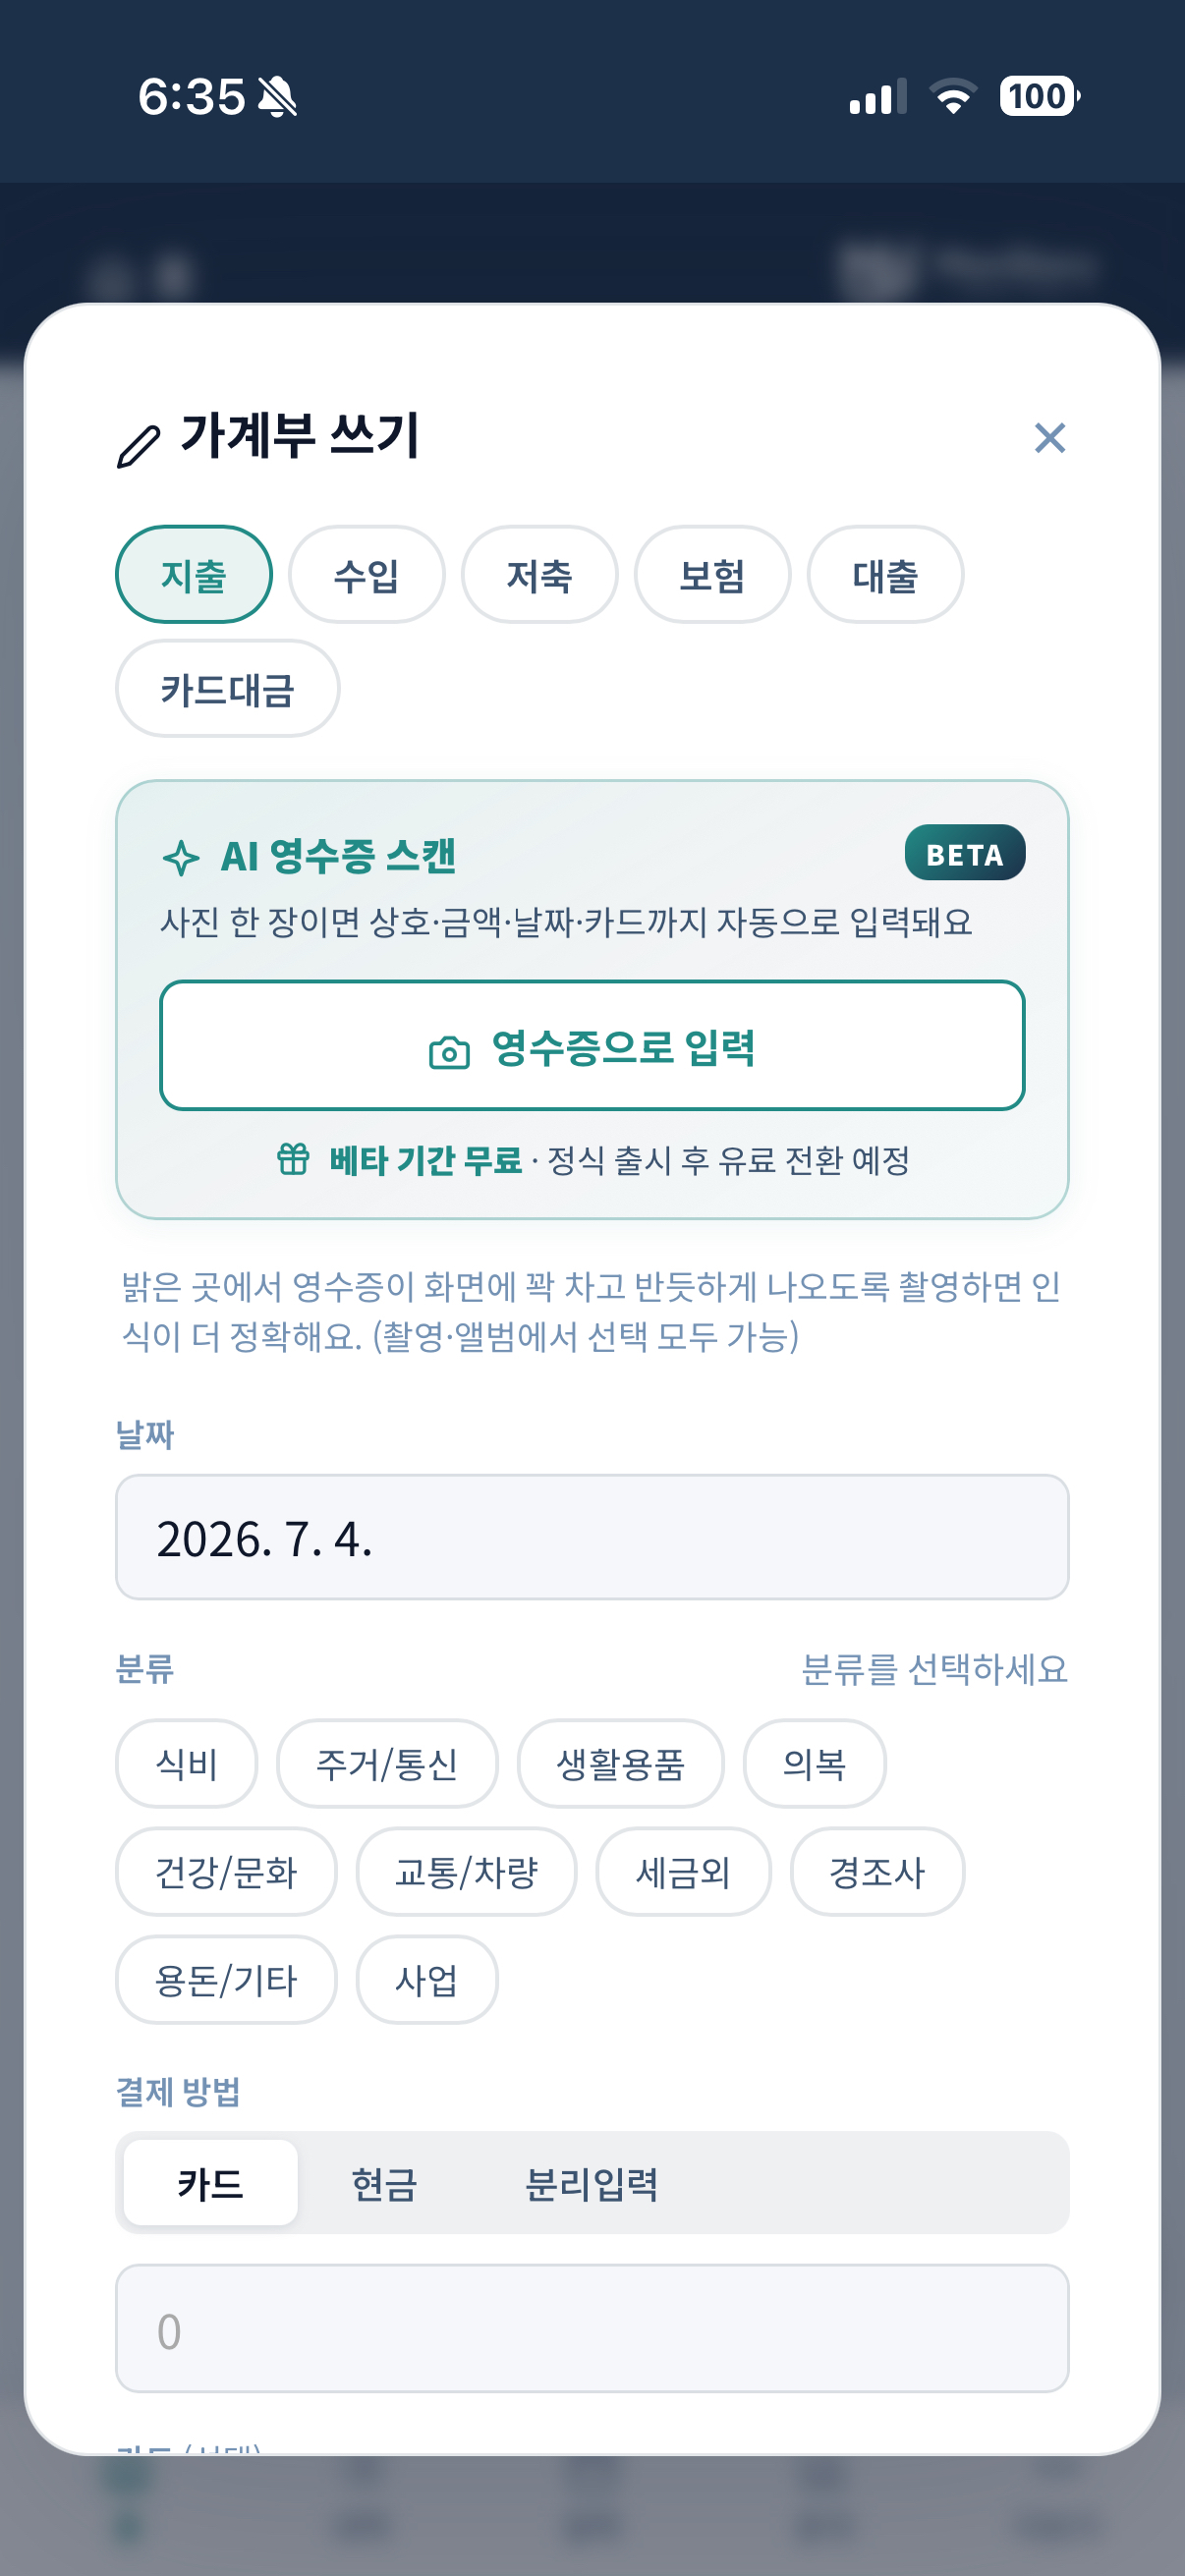 6:35
100
가계부 쓰기
지출 수입 저축 보험 대출
카드대금
AI 영수증 스캔 BETA
사진 한 장이면 상호·금액·날짜·카드까지 자동으로 입력돼요
영수증으로 입력
베타 기간 무료 · 정식 출시 후 유료 전환 예정
밝은 곳에서 영수증이 화면에 꽉 차고 반듯하게 나오도록 촬영하면 인
식이 더 정확해요. (촬영·앨범에서 선택 모두 가능)
날짜
2026. 7. 4.
분류 분류를 선택하세요
식비 주거/통신 생활용품 의복
건강/문화 교통/차량 세금외 경조사
용돈/기타 사업
결제 방법
카드 현금 분리입력
0